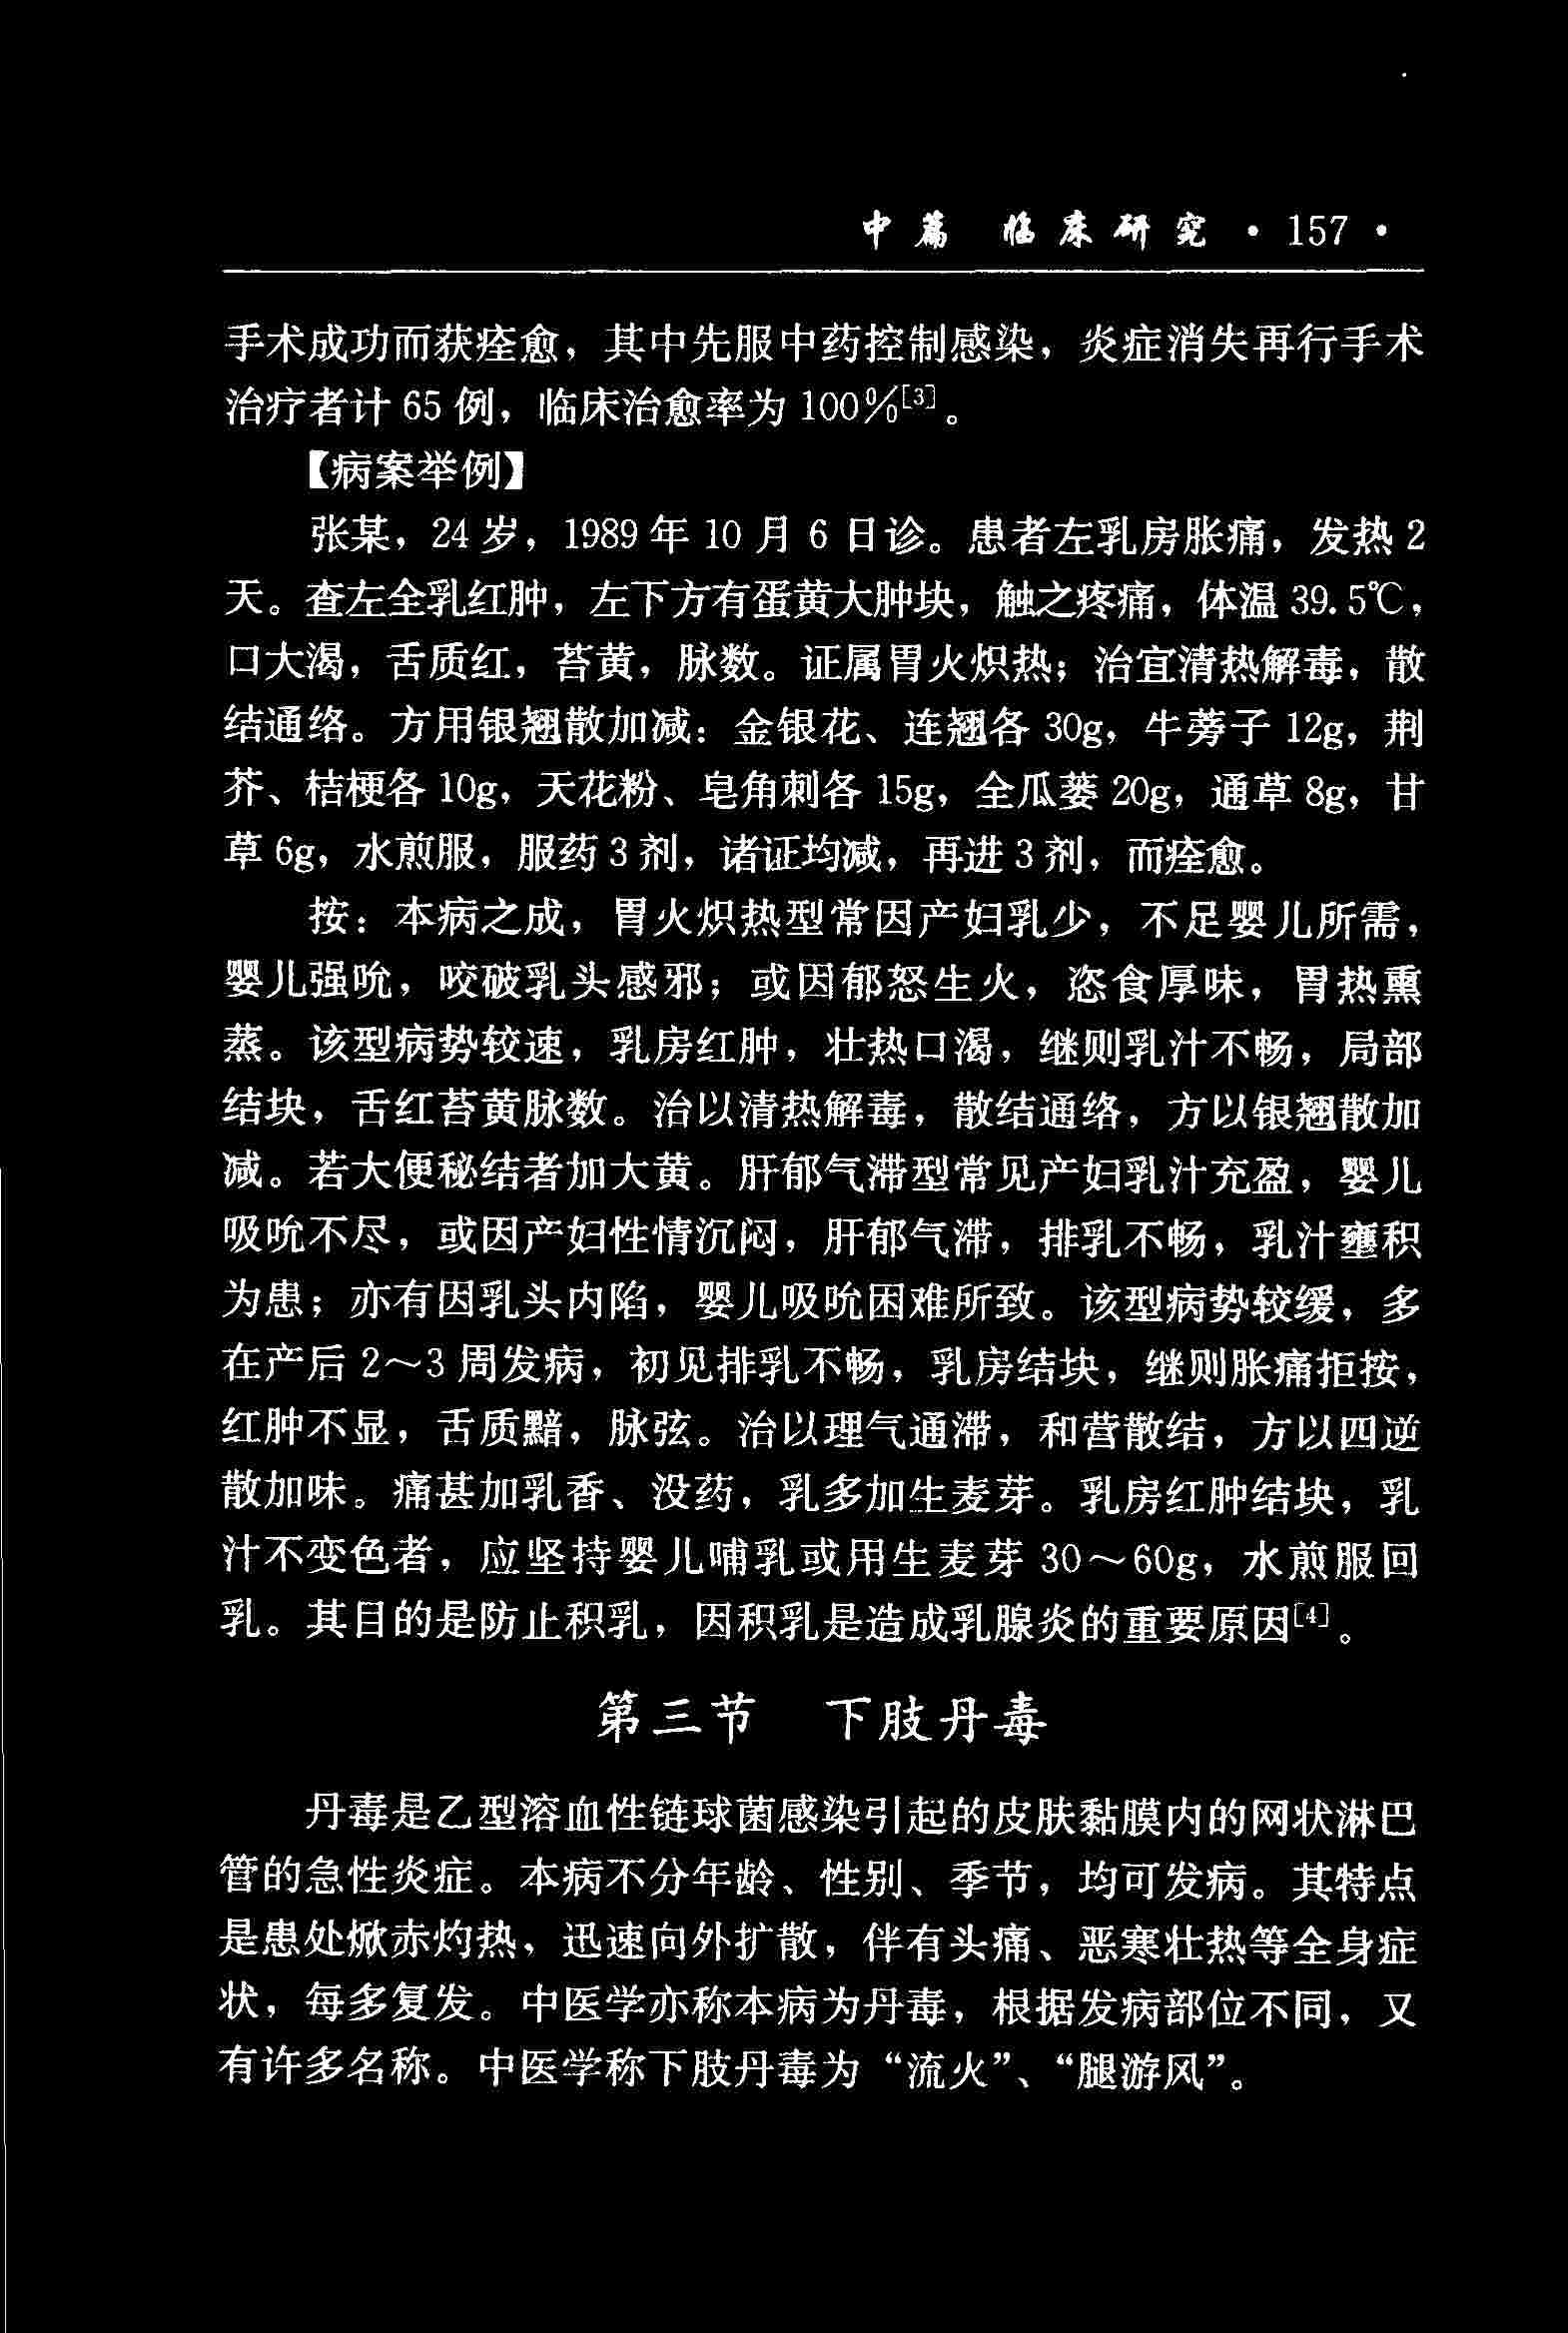 中篇 临床研究 · 157 ·
手术成功而获痊愈，其中先服中药控制感染，炎症消失再行手术
治疗者计 65 例，临床治愈率为 100%[3]。
【病案举例】
张某，24 岁，1989 年 10 月 6 日诊。患者左乳房胀痛，发热 2
天。查左全乳红肿，左下方有蛋黄大肿块，触之疼痛，体温 39.5℃，
口大渴，舌质红，苔黄，脉数。证属胃火炽热；治宜清热解毒，散
结通络。方用银翘散加减：金银花、连翘各 30g，牛蒡子 12g，荆
芥、桔梗各 10g，天花粉、皂角刺各 15g，全瓜蒌 20g，通草 8g，甘
草 6g，水煎服，服药 3 剂，诸证均减，再进 3 剂，而痊愈。
按：本病之成，胃火炽热型常因产妇乳少，不足婴儿所需，
婴儿强吮，咬破乳头感邪；或因郁怒生火，恣食厚味，胃热熏
蒸。该型病势较速，乳房红肿，壮热口渴，继则乳汁不畅，局部
结块，舌红苔黄脉数。治以清热解毒，散结通络，方以银翘散加
减。若大便秘结者加大黄。肝郁气滞型常见产妇乳汁充盈，婴儿
吸吮不尽，或因产妇性情沉闷，肝郁气滞，排乳不畅，乳汁壅积
为患；亦有因乳头内陷，婴儿吸吮困难所致。该型病势较缓，多
在产后 2～3 周发病，初见排乳不畅，乳房结块，继则胀痛拒按，
红肿不显，舌质黯，脉弦。治以理气通滞，和营散结，方以四逆
散加味。痛甚加乳香、没药，乳多加生麦芽。乳房红肿结块，乳
汁不变色者，应坚持婴儿哺乳或用生麦芽 30～60g，水煎服回
乳。其目的是防止积乳，因积乳是造成乳腺炎的重要原因[4]。
第三节 下肢丹毒
丹毒是乙型溶血性链球菌感染引起的皮肤黏膜内的网状淋巴
管的急性炎症。本病不分年龄、性别、季节，均可发病。其特点
是患处焮赤灼热，迅速向外扩散，伴有头痛、恶寒壮热等全身症
状，每多复发。中医学亦称本病为丹毒，根据发病部位不同，又
有许多名称。中医学称下肢丹毒为“流火”、“腿游风”。